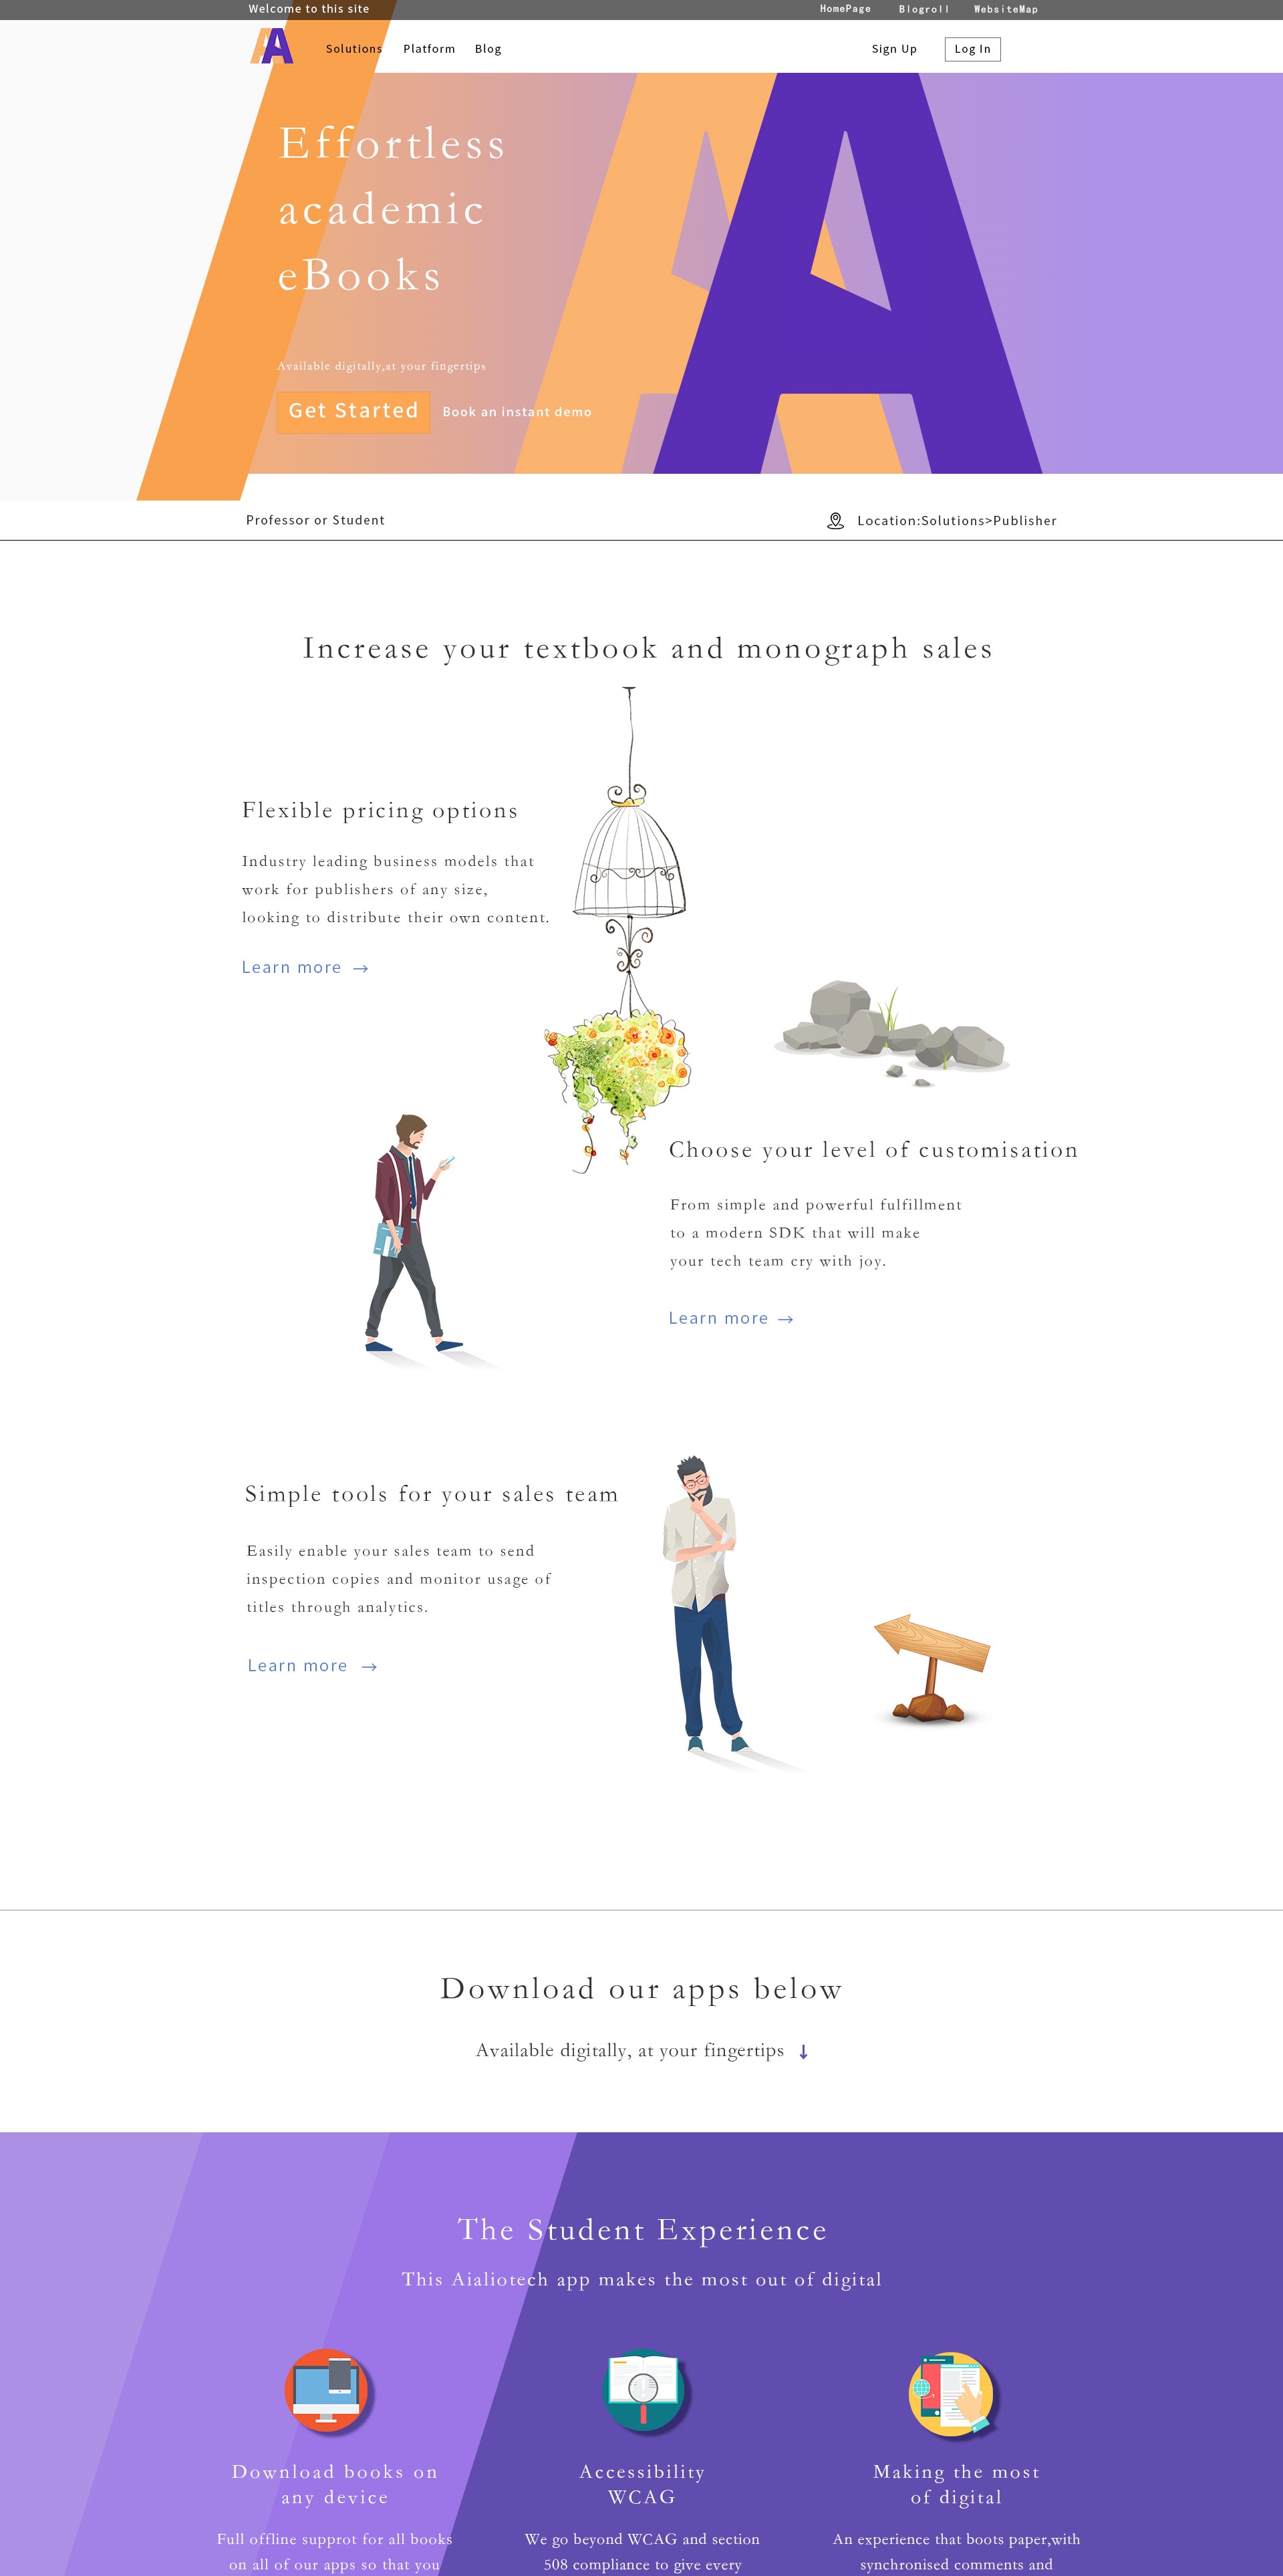 Welcome to this site
HomePage Blogroll WebsiteMap
A
Solutions Platform Blog
Sign Up Log In
Effortless
academic
eBooks
Available digitally,at your fingertips
Get Started Book an instant demo
Professor or Student
Location:Solutions>Publisher
Increase your textbook and monograph sales
Flexible pricing options
Industry leading business models that
work for publishers of any size,
looking to distribute their own content.
Learn more →
Choose your level of customisation
From simple and powerful fulfillment
to a modern SDK that will make
your tech team cry with joy.
Learn more →
Simple tools for your sales team
Easily enable your sales team to send
inspection copies and monitor usage of
titles through analytics.
Learn more →
Download our apps below
Available digitally, at your fingertips ↓
The Student Experience
This Aialiotech app makes the most out of digital
Download books on
any device
Full offline supprot for all books
on all of our apps so that you
Accessibility
WCAG
We go beyond WCAG and section
508 compliance to give every
Making the most
of digital
An experience that boots paper,with
synchronised comments and